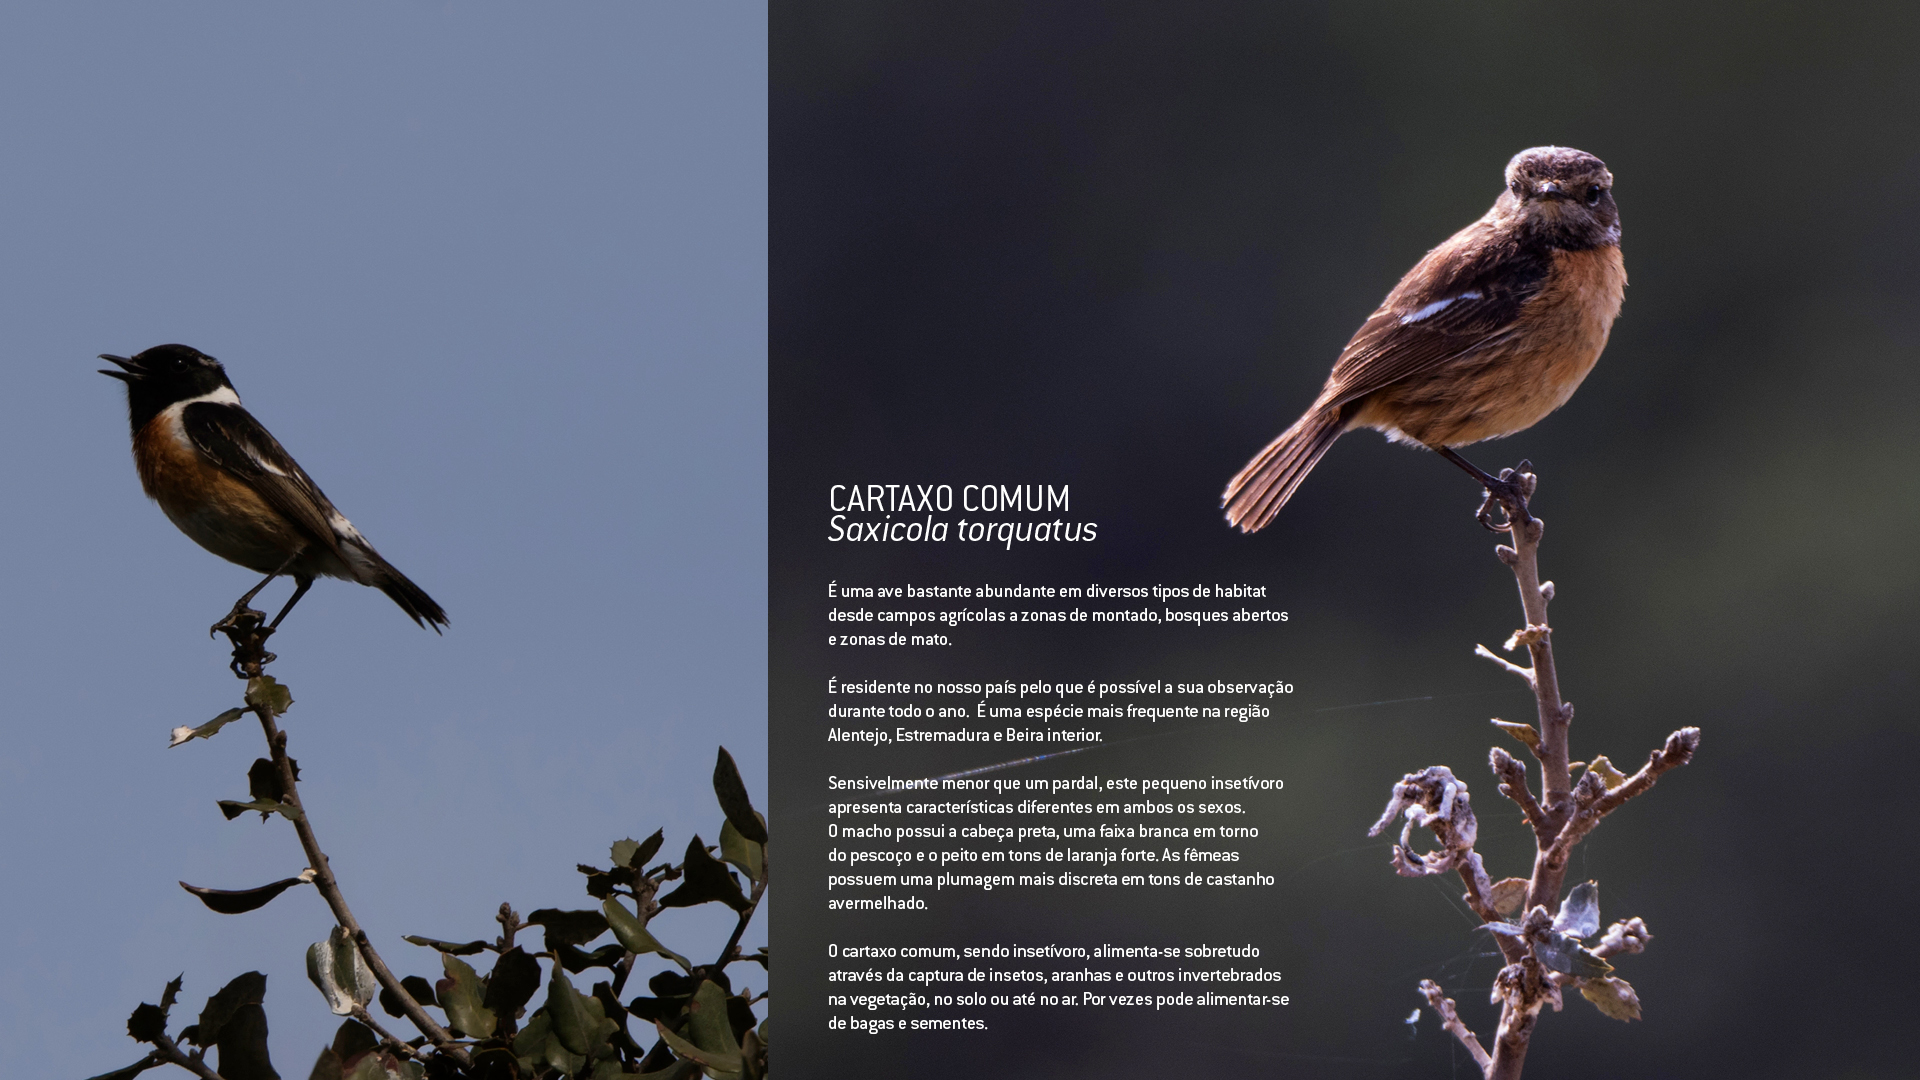 CARTAXO COMUM
Saxicola torquatus
É uma ave bastante abundante em diversos tipos de habitat
desde campos agrícolas a zonas de montado, bosques abertos
e zonas de mato.
É residente no nosso país pelo que é possível a sua observação
durante todo o ano.  É uma espécie mais frequente na região
Alentejo, Estremadura e Beira interior.
Sensivelmente menor que um pardal, este pequeno insetívoro
apresenta características diferentes em ambos os sexos.
O macho possui a cabeça preta, uma faixa branca em torno
do pescoço e o peito em tons de laranja forte. As fêmeas
possuem uma plumagem mais discreta em tons de castanho
avermelhado.
O cartaxo comum, sendo insetívoro, alimenta-se sobretudo
através da captura de insetos, aranhas e outros invertebrados
na vegetação, no solo ou até no ar. Por vezes pode alimentar-se
de bagas e sementes.